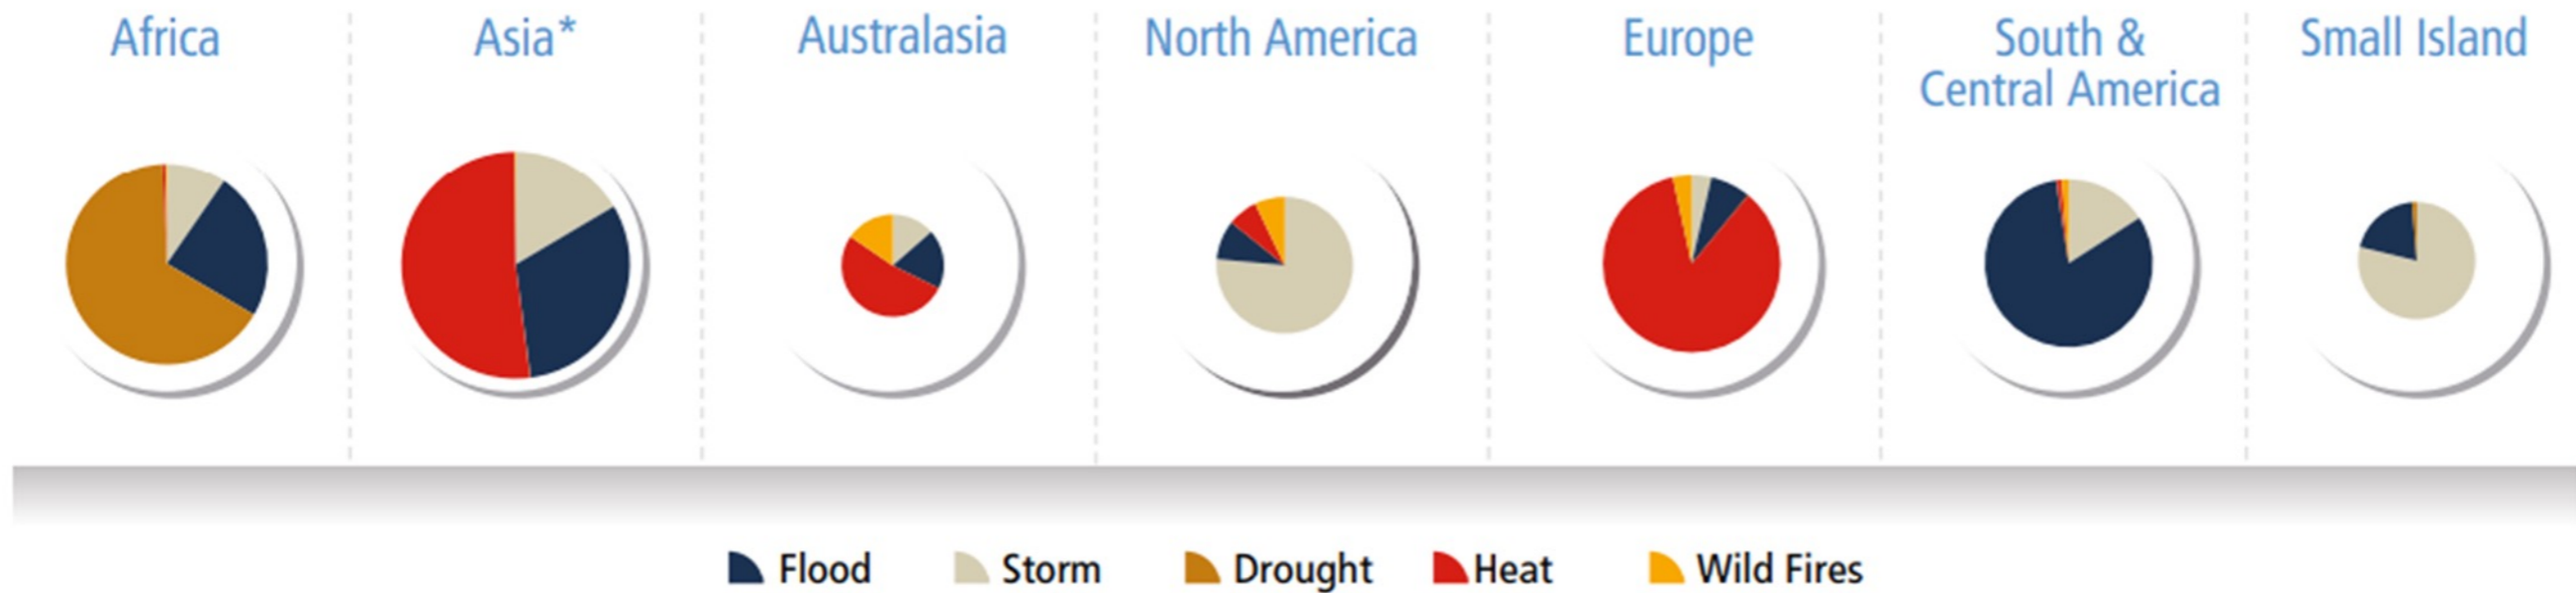 Africa
Asia*
Australasia
North America
Europe
South &
Central America
Small Island
Flood
Storm
Drought
Heat
Wild Fires